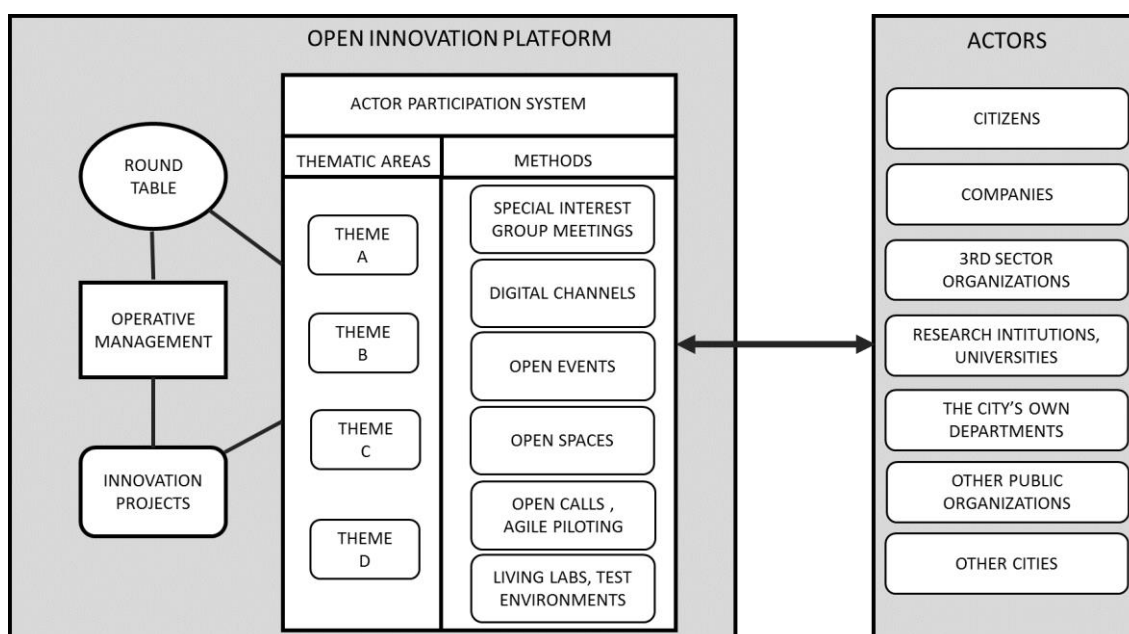 OPEN INNOVATION PLATFORM
ACTOR PARTICIPATION SYSTEM
THEMATIC AREAS
METHODS
ROUND
TABLE
OPERATIVE
MANAGEMENT
INNOVATION
PROJECTS
THEME
A
THEME
B
THEME
C
THEME
D
SPECIAL INTEREST
GROUP MEETINGS
DIGITAL CHANNELS
OPEN EVENTS
OPEN SPACES
OPEN CALLS ,
AGILE PILOTING
LIVING LABS, TEST
ENVIRONMENTS
ACTORS
CITIZENS
COMPANIES
3RD SECTOR
ORGANIZATIONS
RESEARCH INTITUTIONS,
UNIVERSITIES
THE CITY'S OWN
DEPARTMENTS
OTHER PUBLIC
ORGANIZATIONS
OTHER CITIES